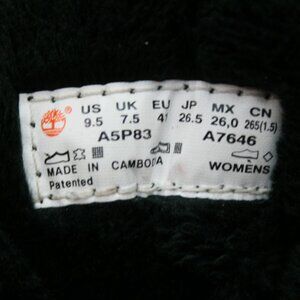 US UK EU JP MX CN
9.5 7.5 41 26.5 26,0 265(1.5)
A5P83 A7646
MADE IN CAMBODIA WOMENS
Patented